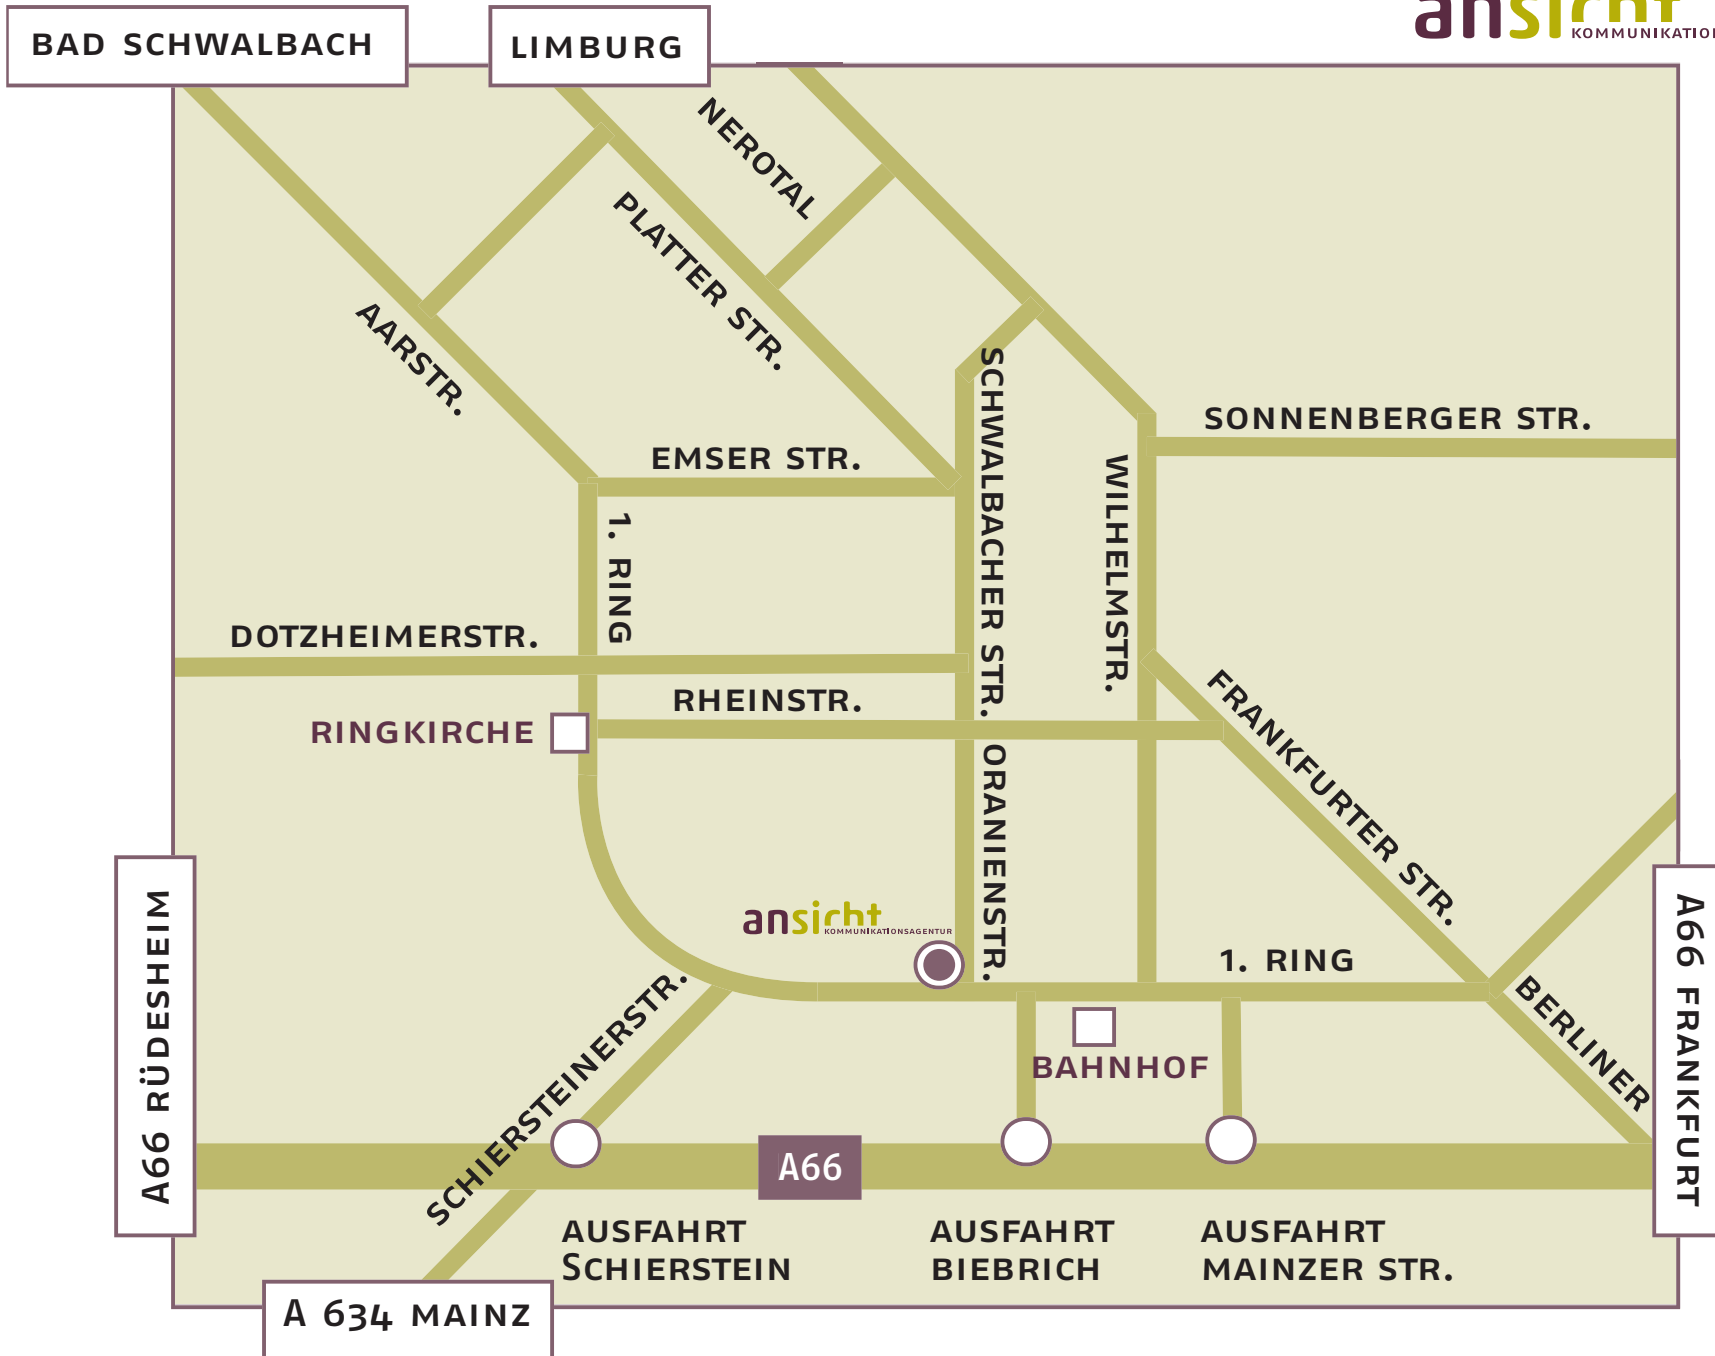 ansicht
KOMMUNIKATION
BAD SCHWALBACH
LIMBURG
NEROTAL
PLATTER STR.
AARSTR.
SCHWALBACHER STR.
SONNENBERGER STR.
EMSER STR.
WILHELMSTR.
1. RING
DOTZHEIMERSTR.
RHEINSTR.
FRANKFURTER STR.
RINGKIRCHE
ORANIENSTR.
A66 RÜDESHEIM
A66 FRANKFURT
ansicht
KOMMUNIKATIONSAGENTUR
1. RING
BERLINER
SCHIERSTEINERSTR.
BAHNHOF
A66
AUSFAHRT
SCHIERSTEIN
AUSFAHRT
BIEBRICH
AUSFAHRT
MAINZER STR.
A 634 MAINZ